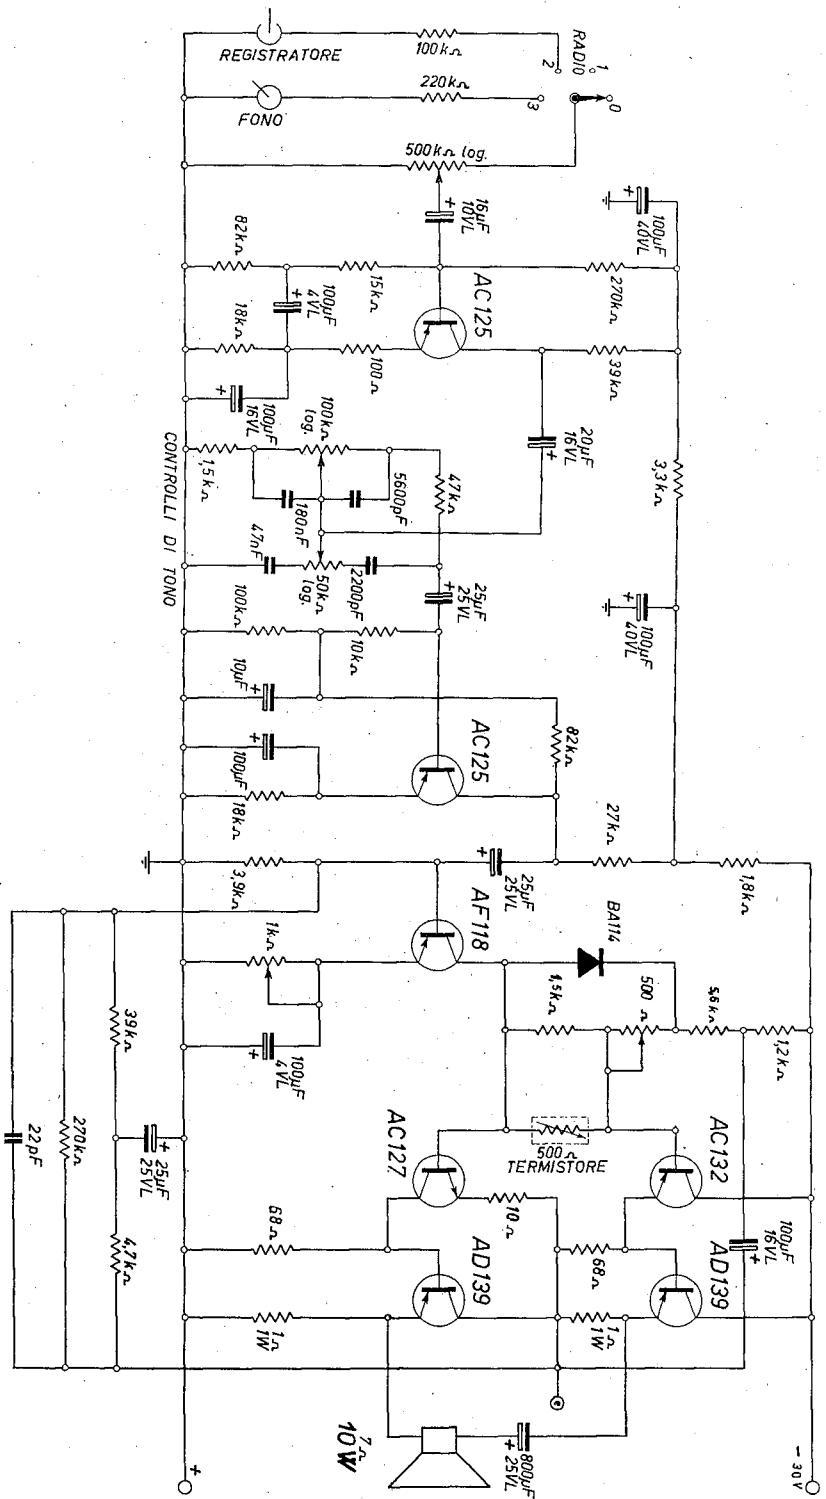 REGISTRATORE
100kΩ
RADIO
1
2
3
0
FONO
220kΩ
500kΩ log.
16µF
10VL
100µF
40VL
82kΩ
15kΩ
270kΩ
100µF
4VL
AC125
18kΩ
100Ω
39kΩ
100µF
16VL
100kΩ
log.
20µF
16VL
3,3kΩ
1,5kΩ
5600pF
180nF
47kΩ
CONTROLLI DI TONO
47nF
50kΩ
log.
2200pF
25µF
25VL
100µF
40VL
100kΩ
10kΩ
10µF
82kΩ
100µF
AC125
18kΩ
27kΩ
1,8kΩ
3,9kΩ
25µF
25VL
AF118
BA114
1kΩ
100µF
4VL
1,5kΩ
500
Ω
5,6kΩ
1,2kΩ
39kΩ
270kΩ
22pF
25µF
25VL
4,7kΩ
AC127
500Ω
TERMISTORE
AC132
10Ω
68Ω
68Ω
100µF
16VL
AD139
AD139
1Ω
1W
1Ω
1W
e
7Ω
10W
800µF
25VL
+
- 30V